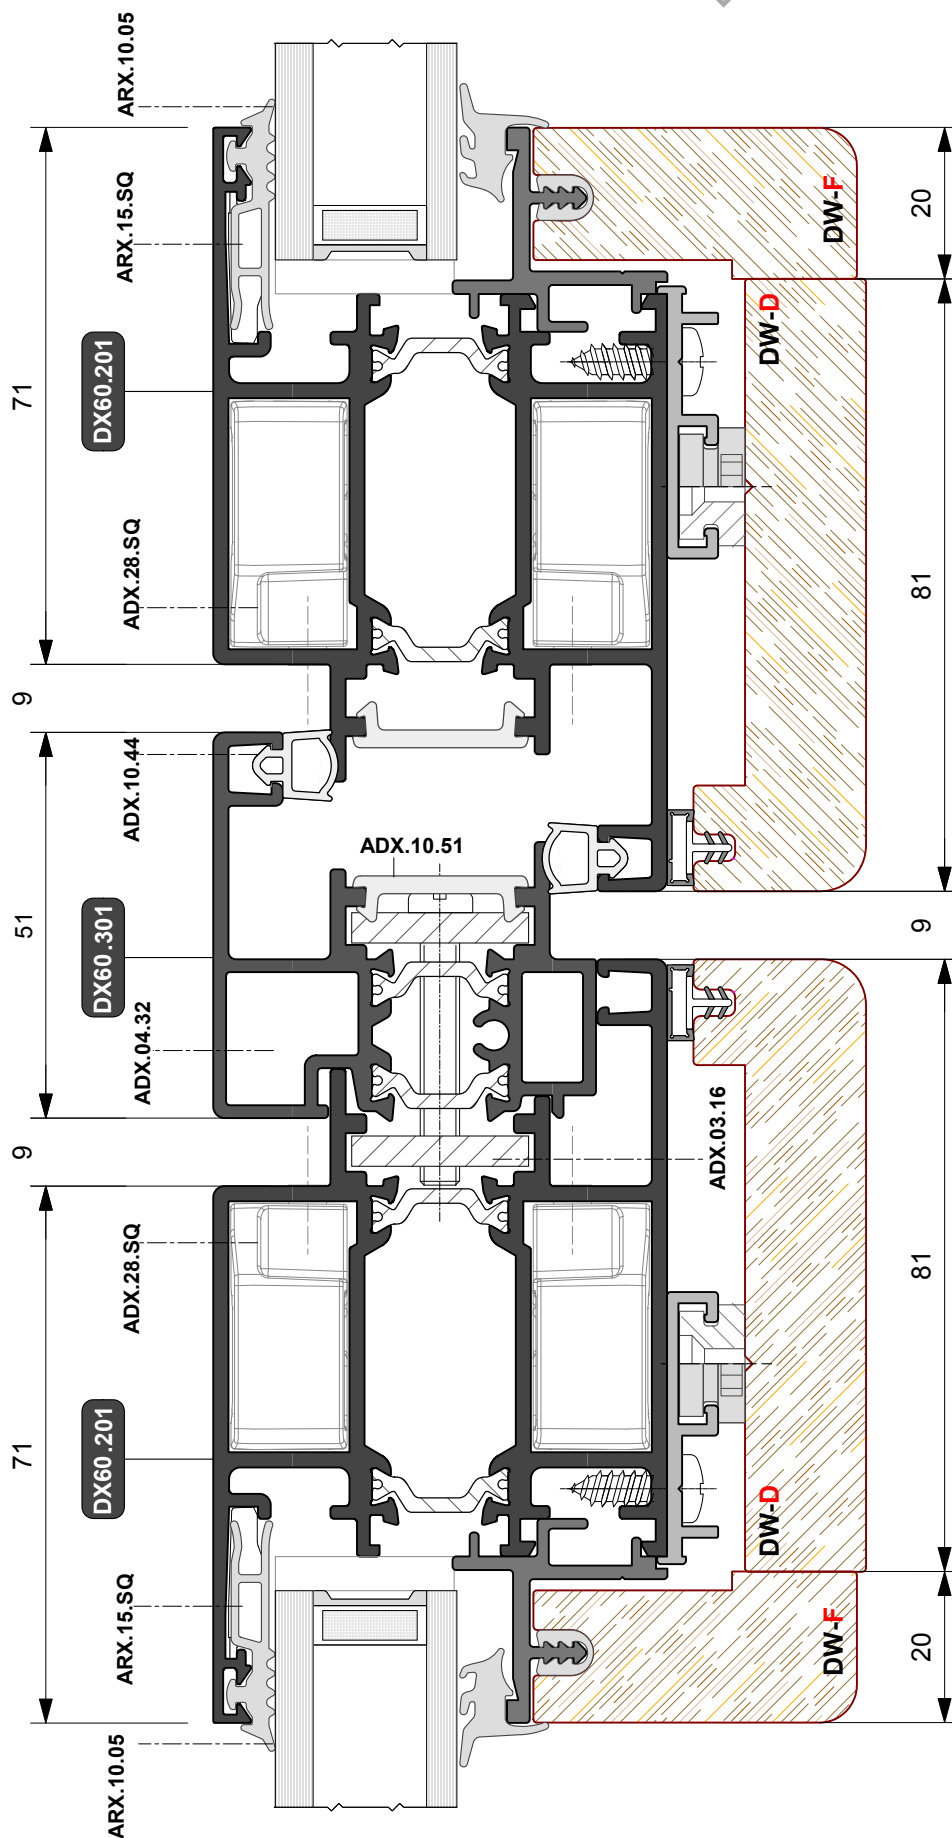 ARX.10.05
ARX.15.SQ
DX60.201
ADX.28.SQ
ADX.10.44
ADX.10.51
DX60.301
ADX.04.32
ADX.03.16
ADX.28.SQ
DX60.201
ARX.15.SQ
ARX.10.05
71
9
51
9
71
DW-F
DW-D
DW-D
DW-F
20
81
9
81
20